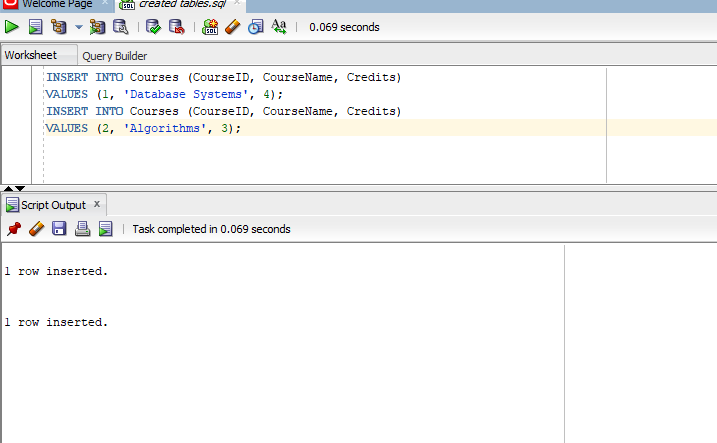 Welcome Page
created tables.sql
0.069 seconds
Worksheet
Query Builder
INSERT INTO Courses (CourseID, CourseName, Credits)
VALUES (1, 'Database Systems', 4);
INSERT INTO Courses (CourseID, CourseName, Credits)
VALUES (2, 'Algorithms', 3);
Script Output
Task completed in 0.069 seconds
1 row inserted.
1 row inserted.